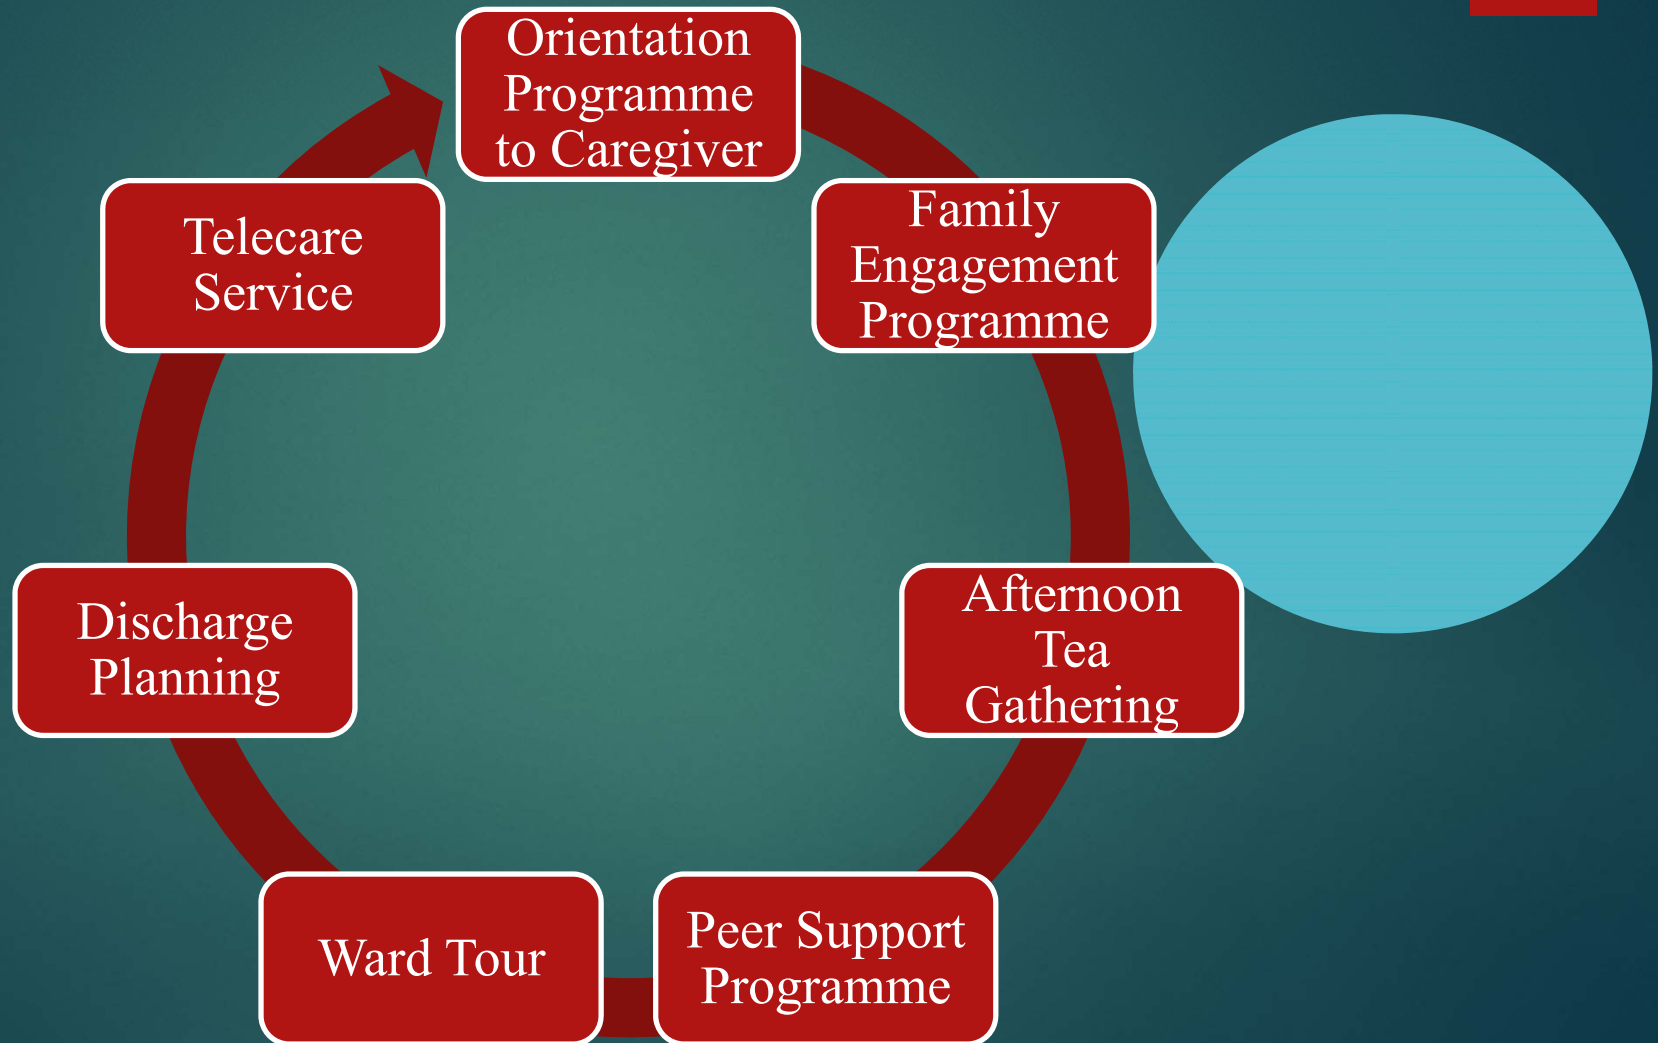 Orientation
Programme
to Caregiver
Family
Engagement
Programme
Afternoon
Tea
Gathering
Peer Support
Programme
Ward Tour
Discharge
Planning
Telecare
Service